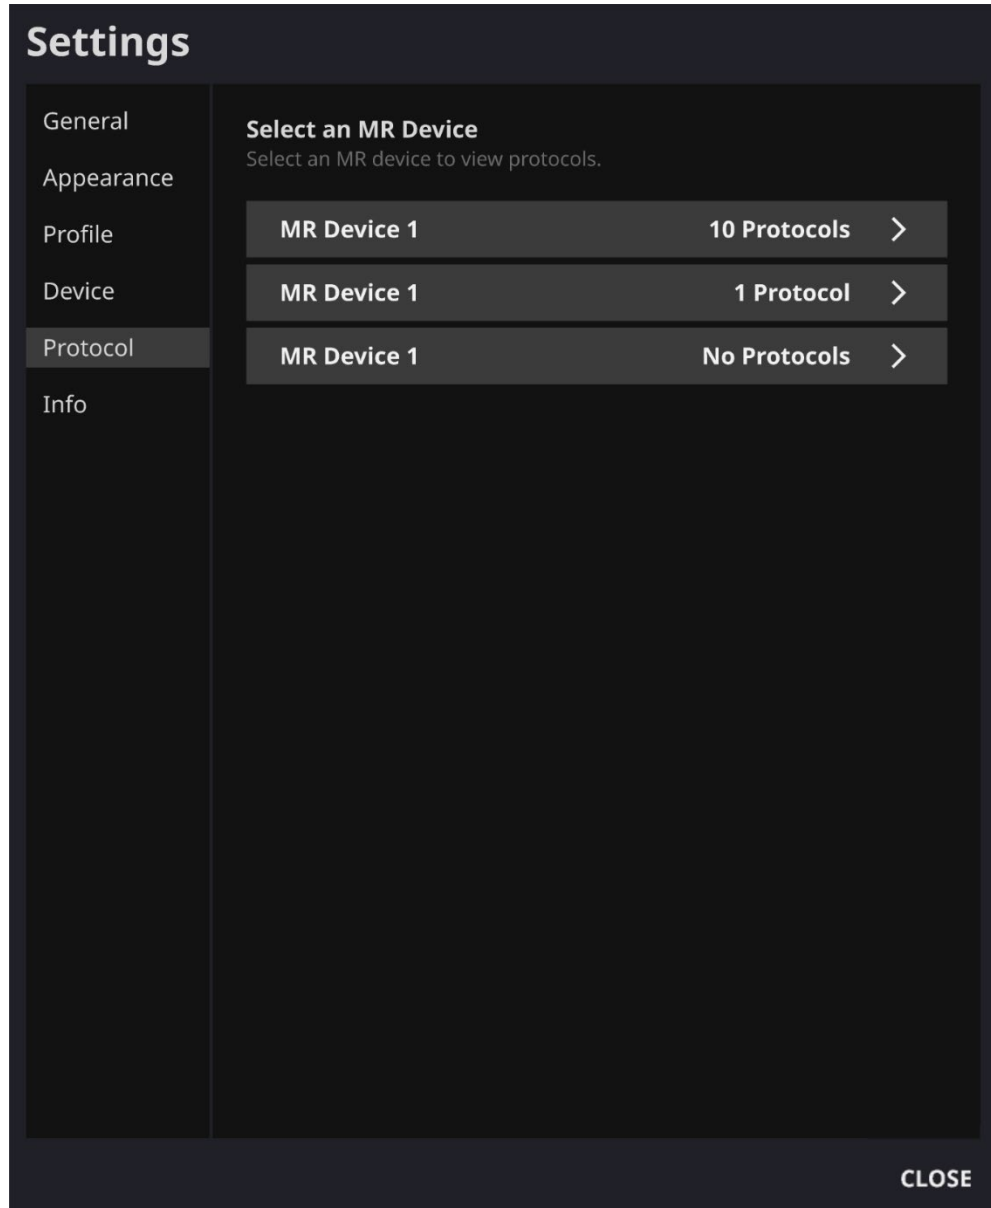 Settings
General
Appearance
Profile
Device
Protocol
Info
Select an MR Device
Select an MR device to view protocols.
MR Device 1 10 Protocols
MR Device 1 1 Protocol
MR Device 1 No Protocols
CLOSE